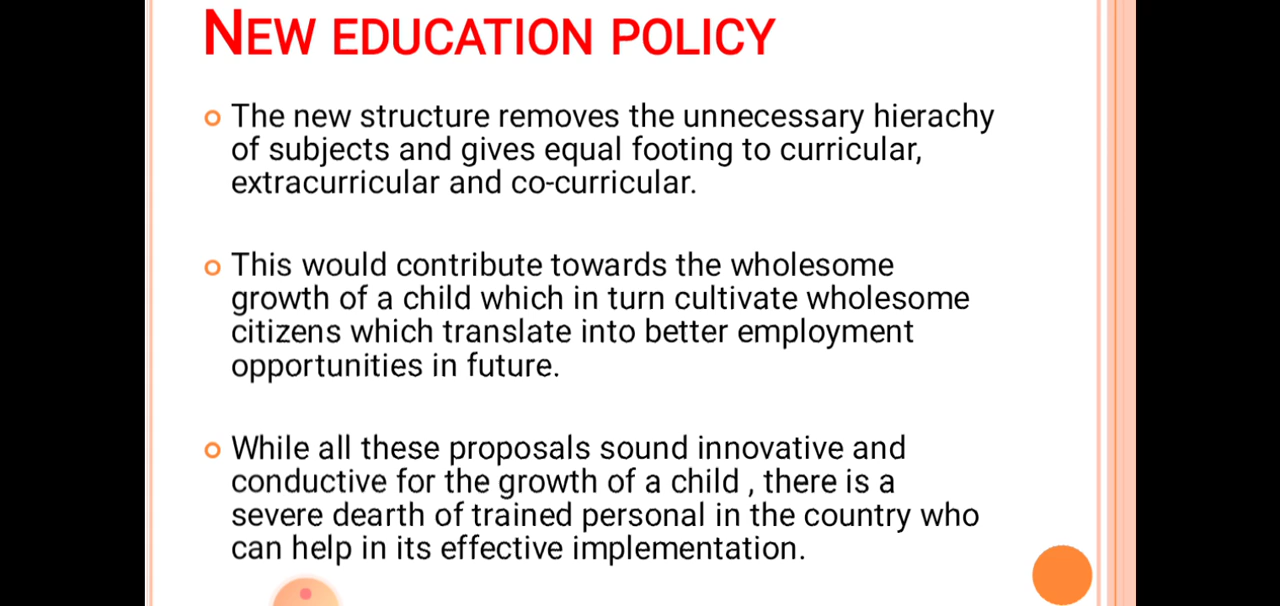 NEW EDUCATION POLICY
The new structure removes the unnecessary hierachy
of subjects and gives equal footing to curricular,
extracurricular and co-curricular.
This would contribute towards the wholesome
growth of a child which in turn cultivate wholesome
citizens which translate into better employment
opportunities in future.
While all these proposals sound innovative and
conductive for the growth of a child , there is a
severe dearth of trained personal in the country who
can help in its effective implementation.